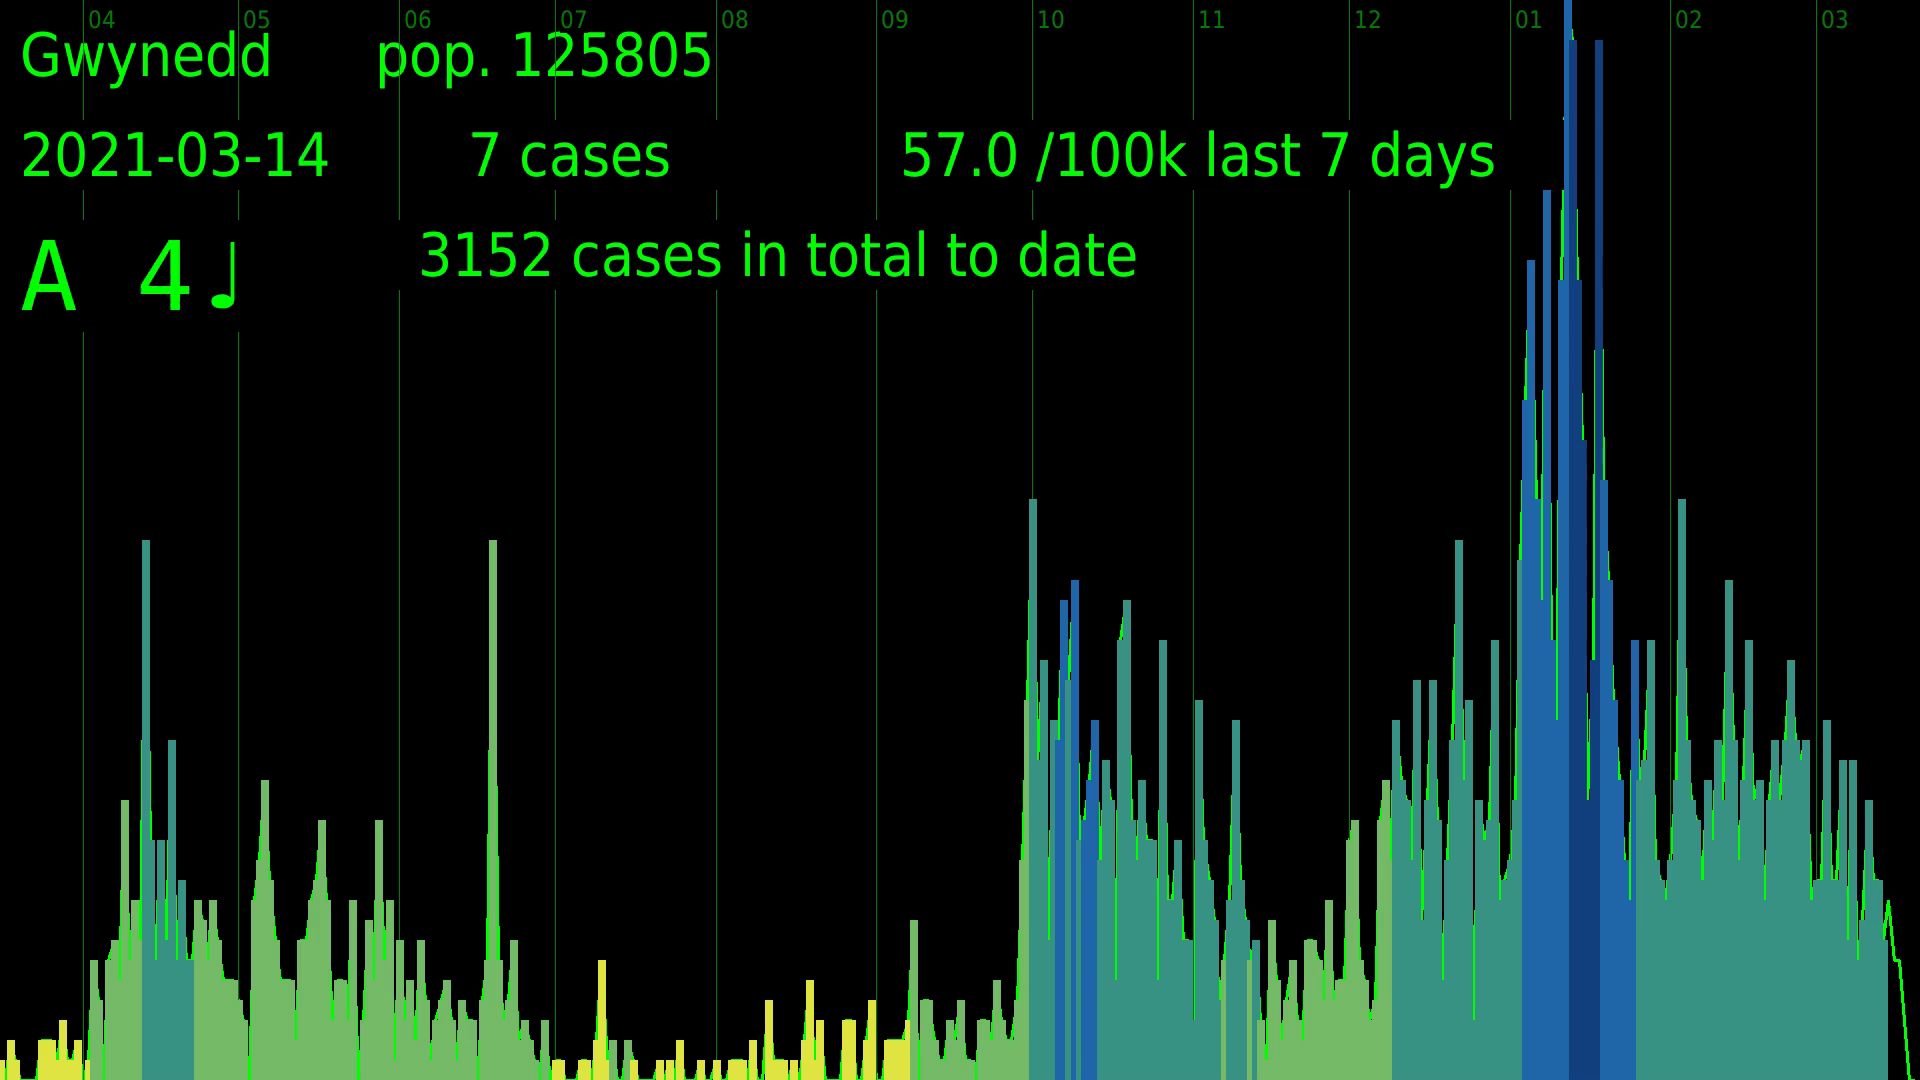 04 05 06 07 08 09 10 11 12 01 02 03
Gwynedd pop. 125805
2021-03-14 7 cases 57.0 /100k last 7 days
A 4♩ 3152 cases in total to date